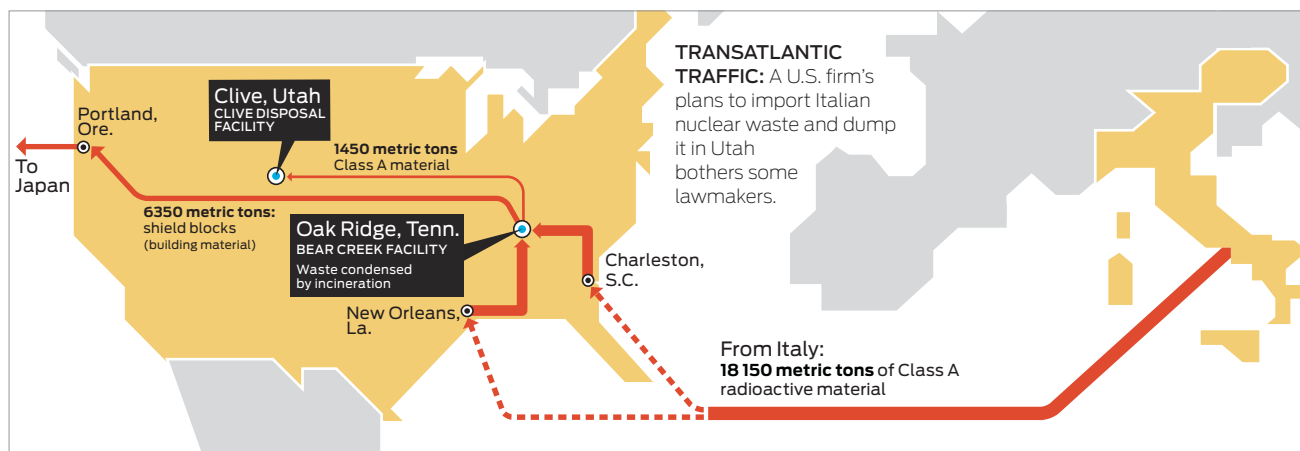 TRANSATLANTIC
TRAFFIC: A U.S. firm's
plans to import Italian
nuclear waste and dump
it in Utah
bothers some
lawmakers.
Clive, Utah
CLIVE DISPOSAL
FACILITY
Portland,
Ore.
To
Japan
1450 metric tons
Class A material
6350 metric tons:
shield blocks
(building material)
Oak Ridge, Tenn.
BEAR CREEK FACILITY
Waste condensed
by incineration
Charleston,
S.C.
New Orleans,
La.
From Italy:
18 150 metric tons of Class A
radioactive material